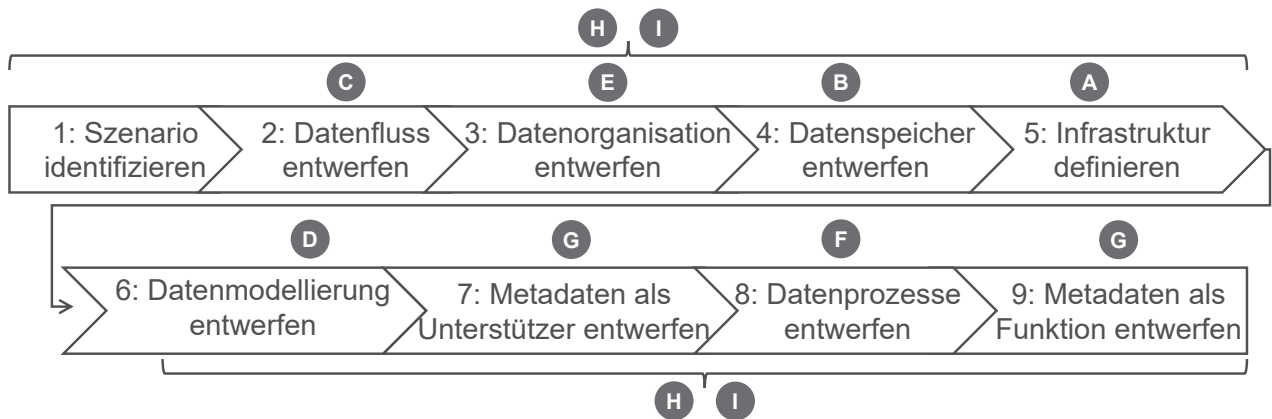 H I
C E B A
1: Szenario identifizieren
2: Datenfluss entwerfen
3: Datenorganisation entwerfen
4: Datenspeicher entwerfen
5: Infrastruktur definieren
D G F G
6: Datenmodellierung entwerfen
7: Metadaten als Unterstützer entwerfen
8: Datenprozesse entwerfen
9: Metadaten als Funktion entwerfen
H I